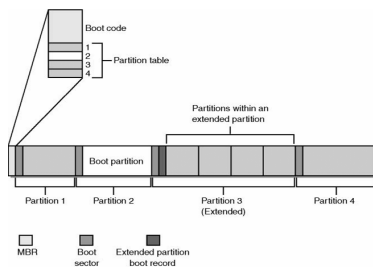 Boot code
1
2
3
4
Partition table
Partitions within an
extended partition
Boot partition
Partition 1
Partition 2
Partition 3
(Extended)
Partition 4
MBR
Boot
sector
Extended partition
boot record